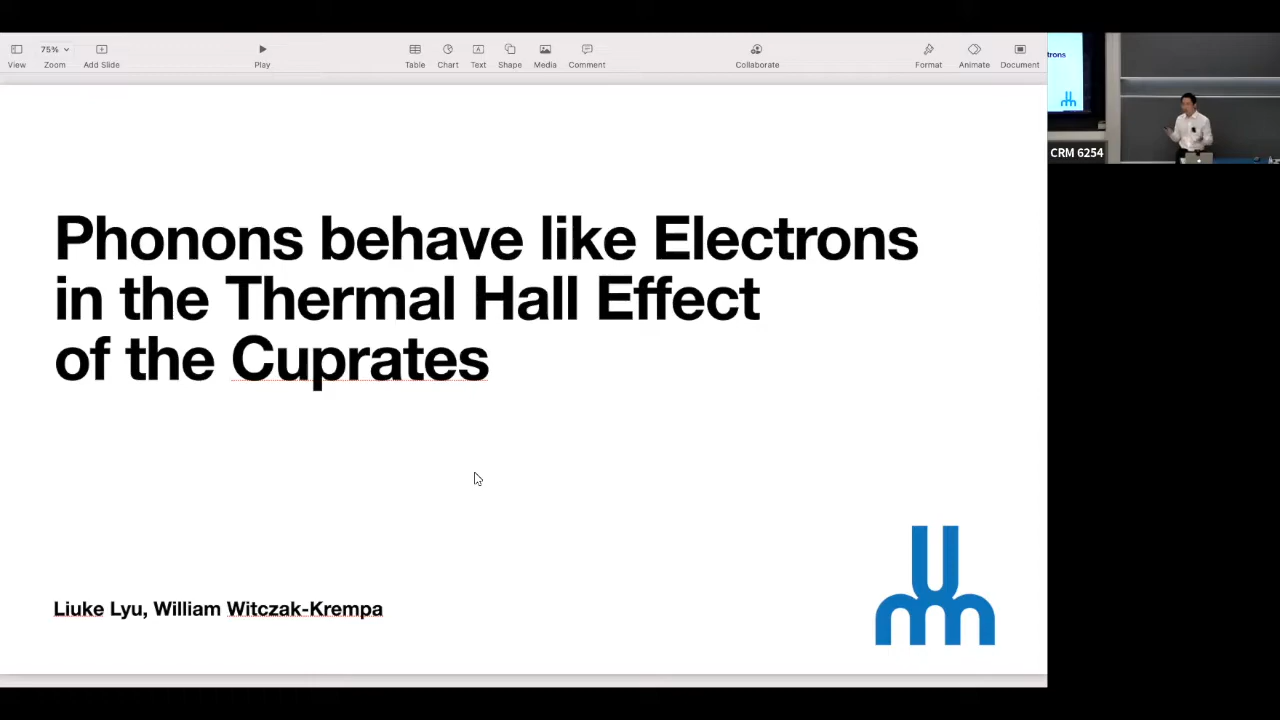 75%
View
Zoom
Add Slide
Play
Table
Chart
Text
Shape
Media
Comment
Collaborate
Format
Animate
Document
trons
CRM 6254
Phonons behave like Electrons
in the Thermal Hall Effect
of the Cuprates
Liuke Lyu, William Witczak-Krempa